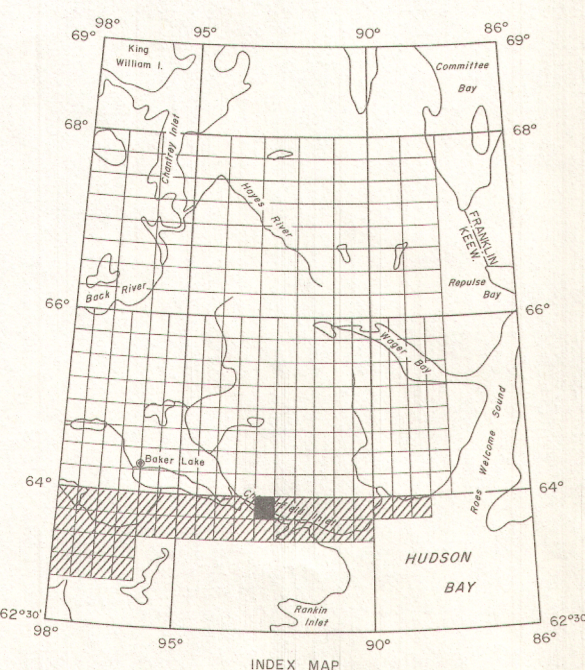 98°
95°
90°
86°
69°
69°
King
William I.
Committee
Bay
68°
68°
Chantrey Inlet
Hayes
River
FRANKLIN
KEEW.
Back River
Repulse
Bay
66°
66°
Wager Bay
Roes Welcome Sound
Baker Lake
64°
64°
Inlet
HUDSON
BAY
Rankin
Inlet
62°30'
62°30'
98°
95°
90°
86°
INDEX MAP